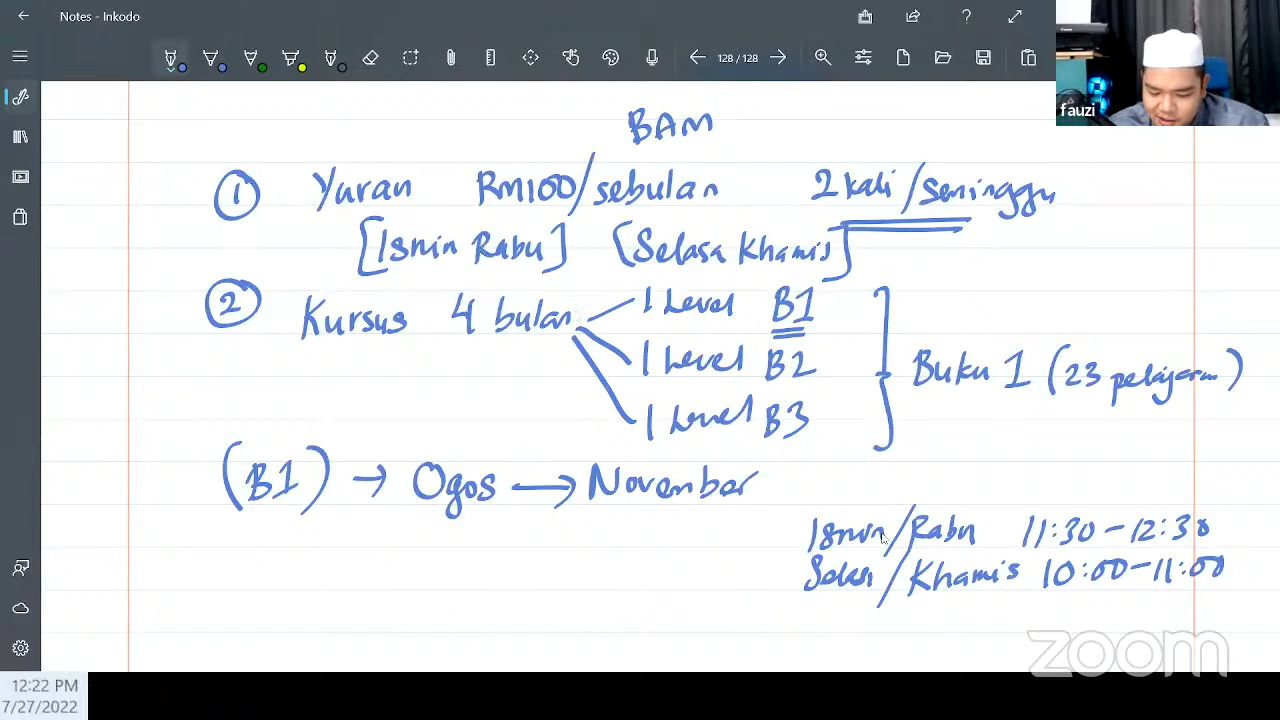 Notes - Inkodo
128 / 128
fauzi
BAM
1 Yuran RM100/sebulan 2 kali/seminggu
[Isnin Rabu] [Selasa Khamis]
2 Kursus 4 bulan
1 Level B1
1 Level B2
1 Level B3
Buku 1 (23 pelajaran)
(B1) → Ogos → November
Isnin/Rabu 11:30 - 12:30
Selasa/Khamis 10:00 - 11:00
zoom
12:22 PM
7/27/2022